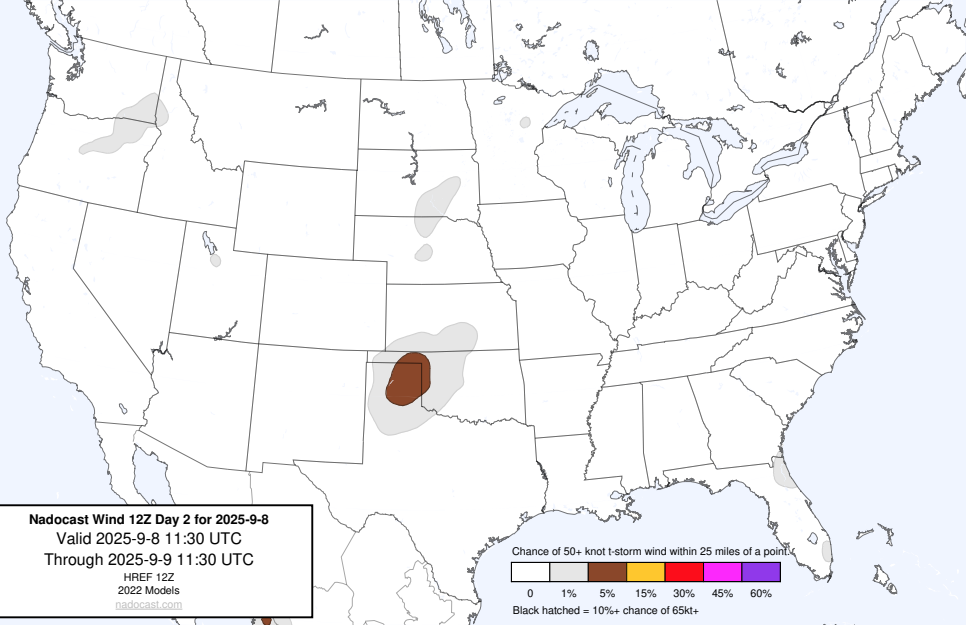 Nadocast Wind 12Z Day 2 for 2025-9-8
Valid 2025-9-8 11:30 UTC
Through 2025-9-9 11:30 UTC
HREF 12Z
2022 Models
nadocast.com
Chance of 50+ knot t-storm wind within 25 miles of a point.
0 1% 5% 15% 30% 45% 60%
Black hatched = 10%+ chance of 65kt+